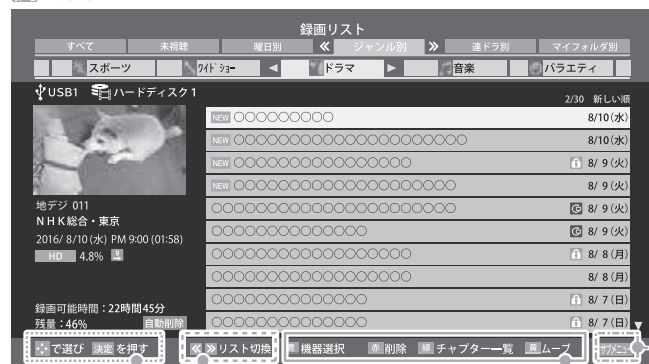 録画リスト
すべて 未視聴 曜日別 ≪ ジャンル別 ≫ 連ドラ別 マイフォルダ別
スポーツ ワイドショー ◀ ドラマ ▶ 音楽 バラエティ
USB1 ハードディスク1
2/30 新しい順
NEW ○○○○○○○○○ 8/10(水)
NEW ○○○○○○○○○○○○○○○○○○○○○ 8/10(水)
NEW ○○○○○○○○○○○○○○○○ 8/ 9(火)
NEW ○○○○○○○○○○○○○○○○○○○○ 8/ 9(火)
○○○○○○○○○○○○○○○○○○○○○○ 8/ 9(火)
○○○○○○○○○○○○○○ 8/ 9(火)
○○○○○○○○○○○○○○○○○○ 8/ 8(月)
○○○○○○○○○○○○○○○○○○ 8/ 8(月)
○○○○○○○○○○○○○○ 8/ 7(日)
○○○○○○○○○○○○○○ 8/ 7(日)
地デジ 011
NHK総合・東京
2016/ 8/10(水) PM 9:00 (01:58)
HD 4.8%
録画可能時間:22時間45分
残量:46% 自動削除
で選び 決定 を押す ≪ ≫ リスト切換 機器選択 赤 削除 緑 チャプター一覧 黄 ムーブ サブメニュー